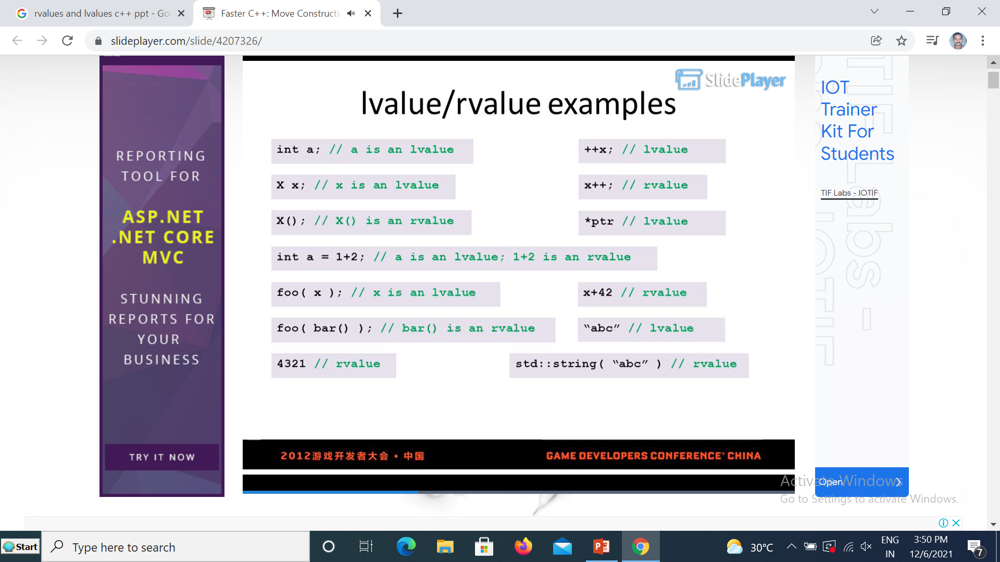 rvalues and lvalues c++ ppt - Go
Faster C++: Move Constructi
slideplayer.com/slide/4207326/
REPORTING
TOOL FOR
ASP.NET
.NET CORE
MVC
STUNNING
REPORTS FOR
YOUR
BUSINESS
TRY IT NOW
SlidePlayer
lvalue/rvalue examples
int a; // a is an lvalue
++x; // lvalue
X x; // x is an lvalue
x++; // rvalue
X(); // X() is an rvalue
*ptr // lvalue
int a = 1+2; // a is an lvalue; 1+2 is an rvalue
foo( x ); // x is an lvalue
x+42 // rvalue
foo( bar() ); // bar() is an rvalue
“abc” // lvalue
4321 // rvalue
std::string( “abc” ) // rvalue
2012游戏开发者大会 • 中国
GAME DEVELOPERS CONFERENCE® CHINA
IOT
Trainer
Kit For
Students
TIF Labs - IOTIF
TIF Labs -
IOTIF
Open
Activate Windows
Go to Settings to activate Windows.
Start
Type here to search
30°C
ENG
IN
3:50 PM
12/6/2021
7